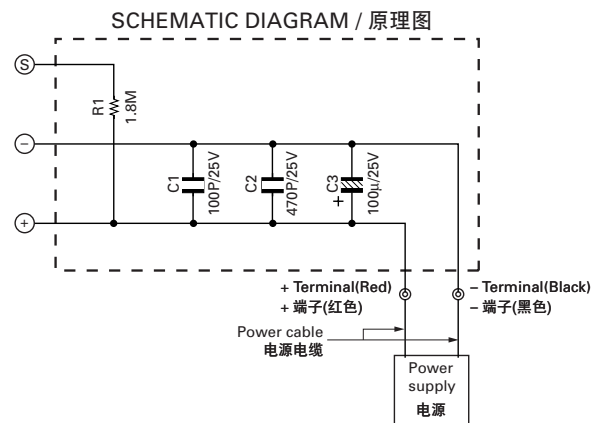 SCHEMATIC DIAGRAM / 原理图
S
R1
1.8M
−
C1
100P/25V
C2
470P/25V
+ C3
100μ/25V
+
+ Terminal(Red)
+ 端子(红色)
− Terminal(Black)
− 端子(黑色)
Power cable
电源电缆
Power
supply
电源